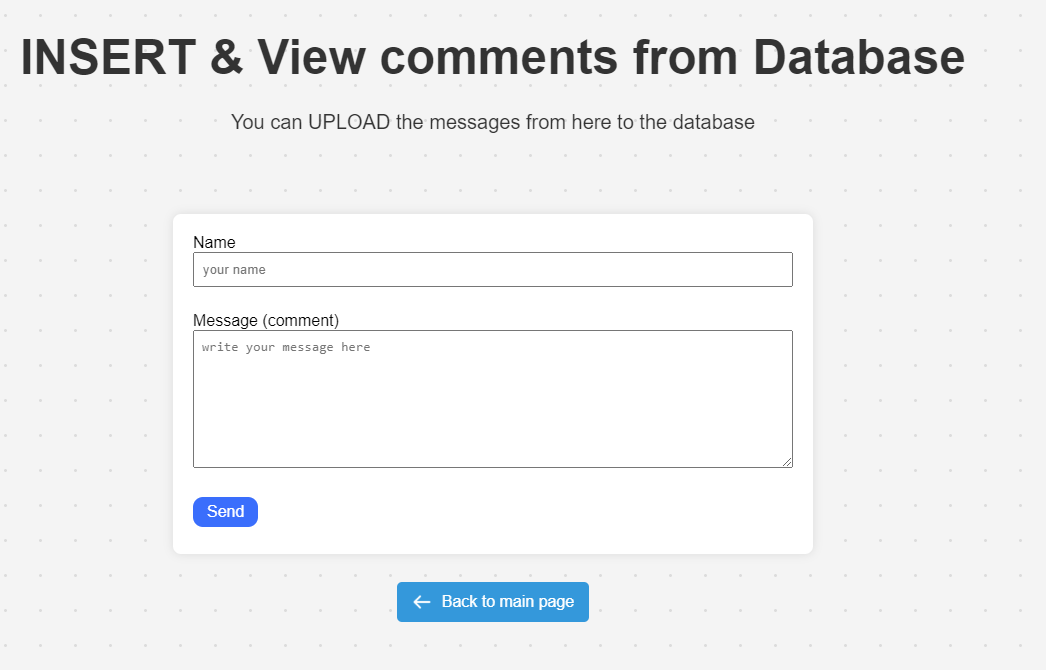 INSERT & View comments from Database
You can UPLOAD the messages from here to the database
Name
your name
Message (comment)
write your message here
Send
Back to main page